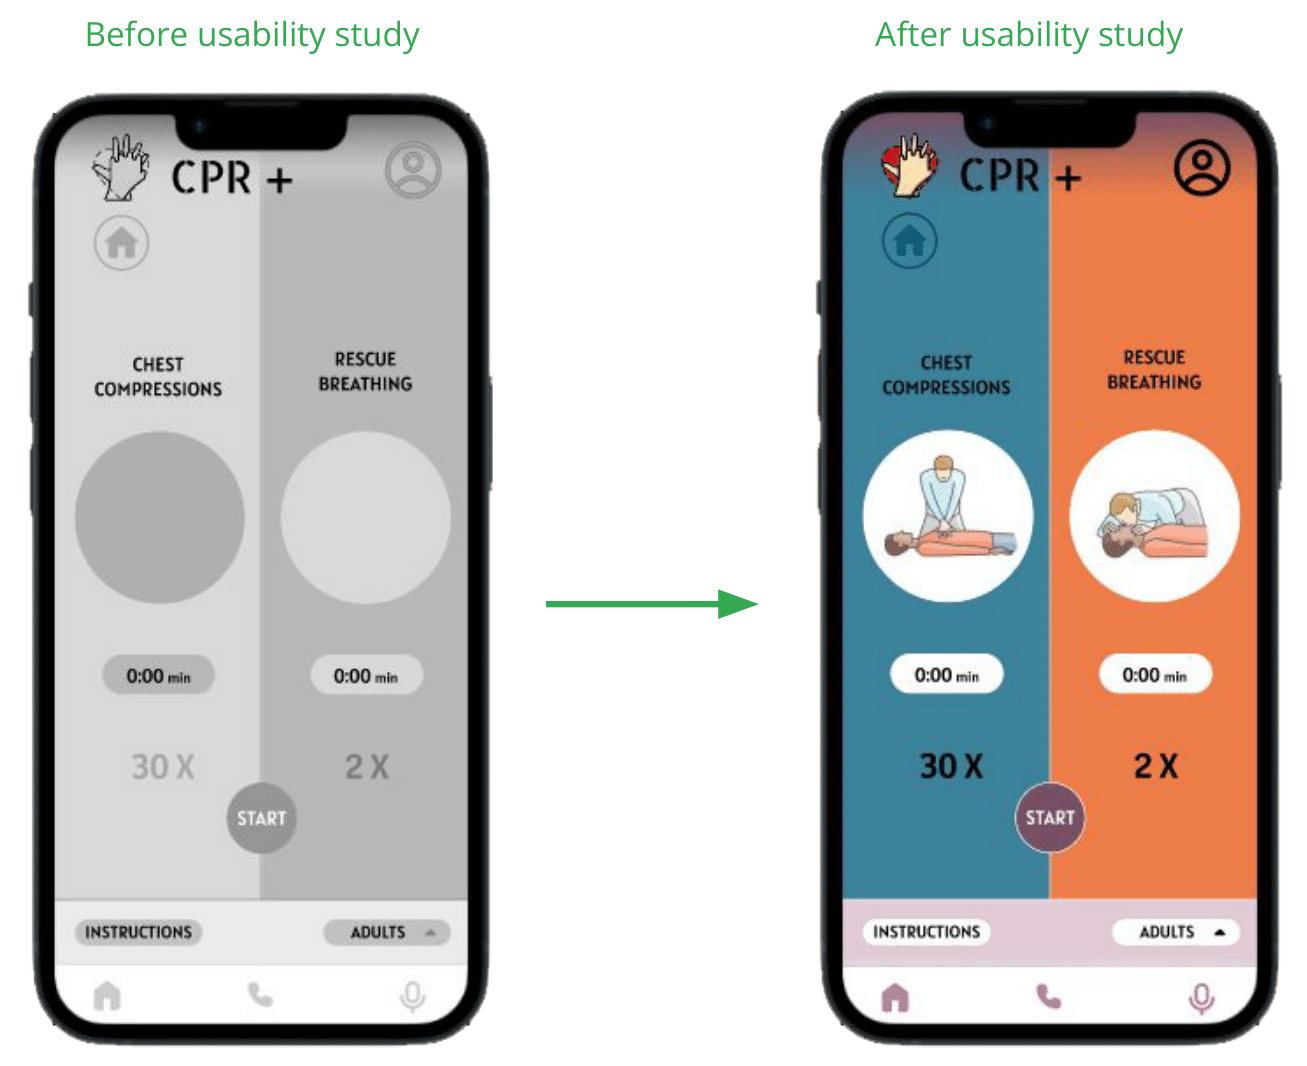 Before usability study
CPR +
CHEST
COMPRESSIONS
RESCUE
BREATHING
0:00 min
0:00 min
30 X
2 X
START
INSTRUCTIONS
ADULTS
After usability study
CPR +
CHEST
COMPRESSIONS
RESCUE
BREATHING
0:00 min
0:00 min
30 X
2 X
START
INSTRUCTIONS
ADULTS